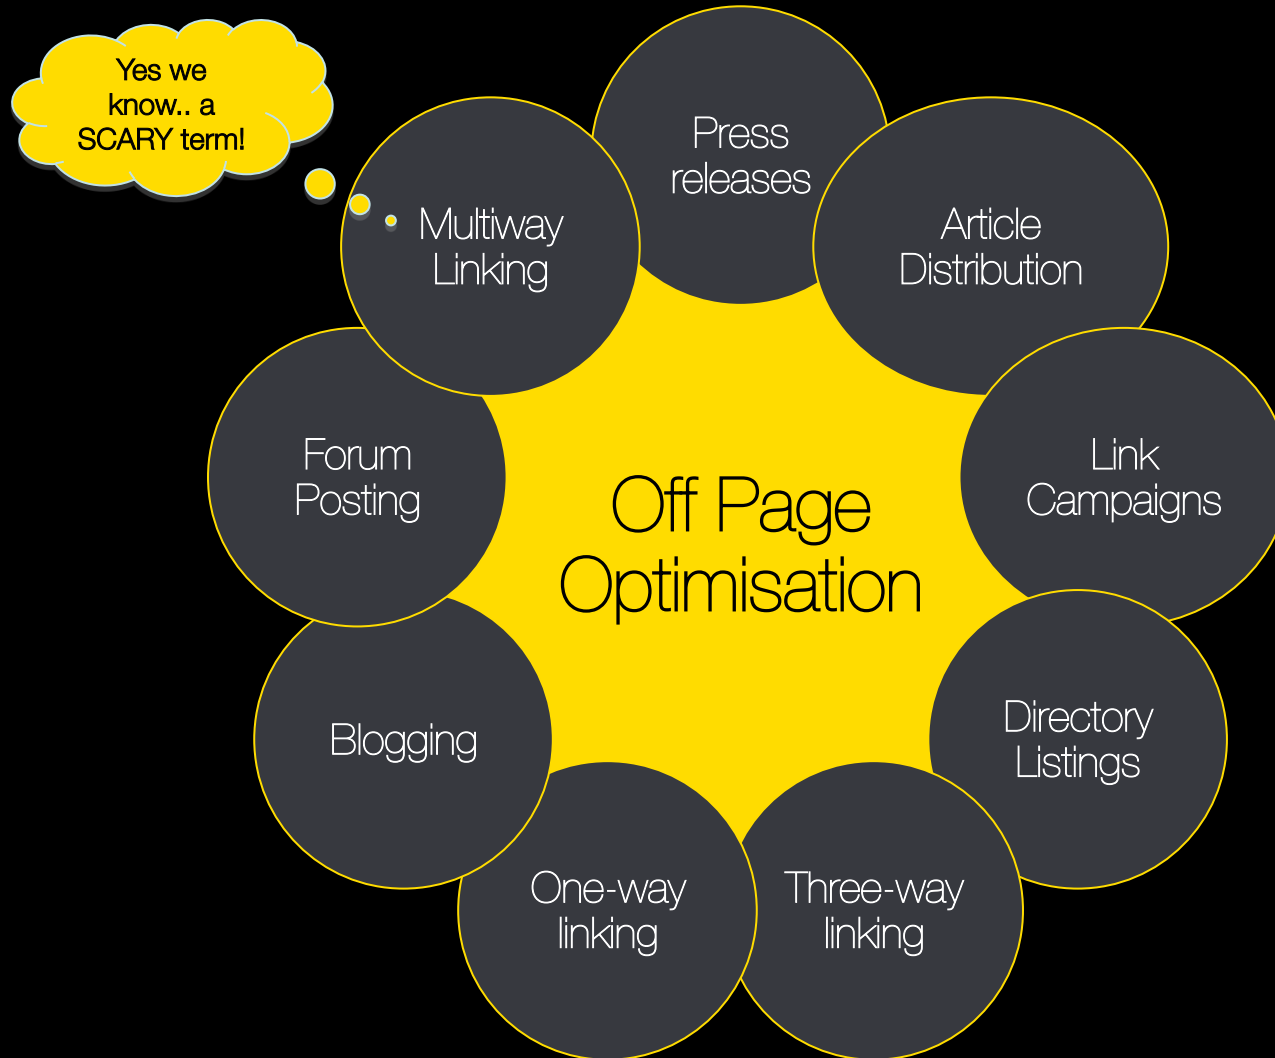 Yes we
know.. a
SCARY term!
Press
releases
Article
Distribution
Link
Campaigns
Directory
Listings
Three-way
linking
One-way
linking
Blogging
Forum
Posting
Multiway
Linking
Off Page
Optimisation